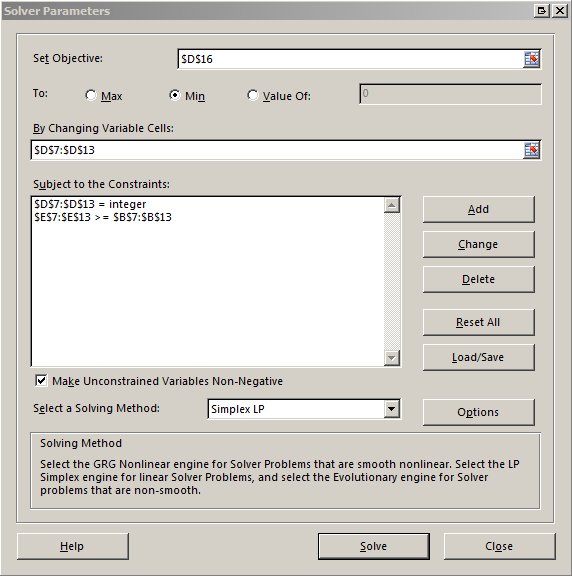 Solver Parameters
Set Objective: $D$16
To: Max Min Value Of: 0
By Changing Variable Cells:
$D$7:$D$13
Subject to the Constraints:
$D$7:$D$13 = integer
$E$7:$E$13 >= $B$7:$B$13
Add
Change
Delete
Reset All
Load/Save
Make Unconstrained Variables Non-Negative
Select a Solving Method: Simplex LP Options
Solving Method
Select the GRG Nonlinear engine for Solver Problems that are smooth nonlinear. Select the LP
Simplex engine for linear Solver Problems, and select the Evolutionary engine for Solver
problems that are non-smooth.
Help Solve Close